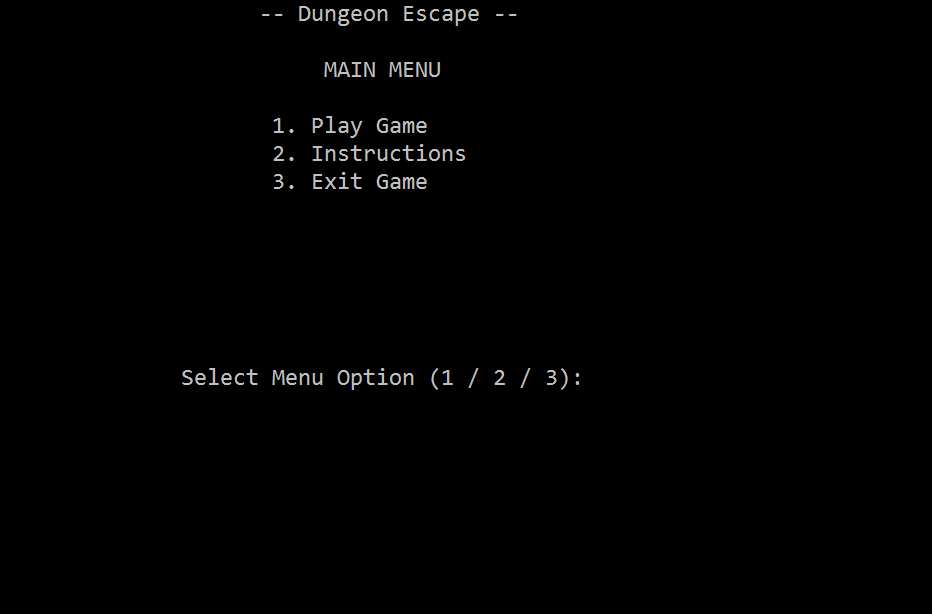 -- Dungeon Escape --
MAIN MENU
1. Play Game
2. Instructions
3. Exit Game
Select Menu Option (1 / 2 / 3):